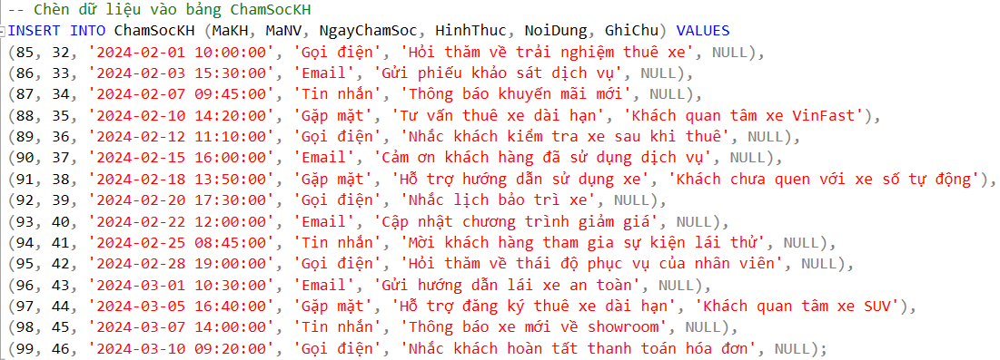 -- Chèn dữ liệu vào bảng ChamSocKH
INSERT INTO ChamSocKH (MaKH, MaNV, NgayChamSoc, HinhThuc, NoiDung, GhiChu) VALUES
(85, 32, '2024-02-01 10:00:00', 'Gọi điện', 'Hỏi thăm về trải nghiệm thuê xe', NULL),
(86, 33, '2024-02-03 15:30:00', 'Email', 'Gửi phiếu khảo sát dịch vụ', NULL),
(87, 34, '2024-02-07 09:45:00', 'Tin nhắn', 'Thông báo khuyến mãi mới', NULL),
(88, 35, '2024-02-10 14:20:00', 'Gặp mặt', 'Tư vấn thuê xe dài hạn', 'Khách quan tâm xe VinFast'),
(89, 36, '2024-02-12 11:10:00', 'Gọi điện', 'Nhắc khách kiểm tra xe sau khi thuê', NULL),
(90, 37, '2024-02-15 16:00:00', 'Email', 'Cảm ơn khách hàng đã sử dụng dịch vụ', NULL),
(91, 38, '2024-02-18 13:50:00', 'Gặp mặt', 'Hỗ trợ hướng dẫn sử dụng xe', 'Khách chưa quen với xe số tự động'),
(92, 39, '2024-02-20 17:30:00', 'Gọi điện', 'Nhắc lịch bảo trì xe', NULL),
(93, 40, '2024-02-22 12:00:00', 'Email', 'Cập nhật chương trình giảm giá', NULL),
(94, 41, '2024-02-25 08:45:00', 'Tin nhắn', 'Mời khách hàng tham gia sự kiện lái thử', NULL),
(95, 42, '2024-02-28 19:00:00', 'Gọi điện', 'Hỏi thăm về thái độ phục vụ của nhân viên', NULL),
(96, 43, '2024-03-01 10:30:00', 'Email', 'Gửi hướng dẫn lái xe an toàn', NULL),
(97, 44, '2024-03-05 16:40:00', 'Gặp mặt', 'Hỗ trợ đăng ký thuê xe dài hạn', 'Khách quan tâm xe SUV'),
(98, 45, '2024-03-07 14:00:00', 'Tin nhắn', 'Thông báo xe mới về showroom', NULL),
(99, 46, '2024-03-10 09:20:00', 'Gọi điện', 'Nhắc khách hoàn tất thanh toán hóa đơn', NULL);